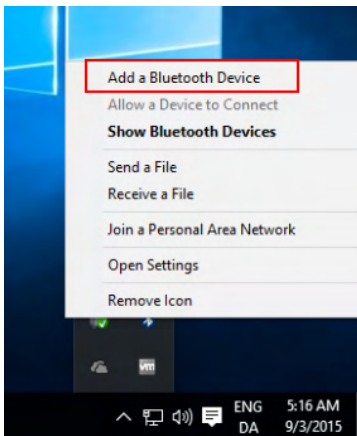 Add a Bluetooth Device
Allow a Device to Connect
Show Bluetooth Devices
Send a File
Receive a File
Join a Personal Area Network
Open Settings
Remove Icon
vm
ENG 5:16 AM
DA 9/3/2015